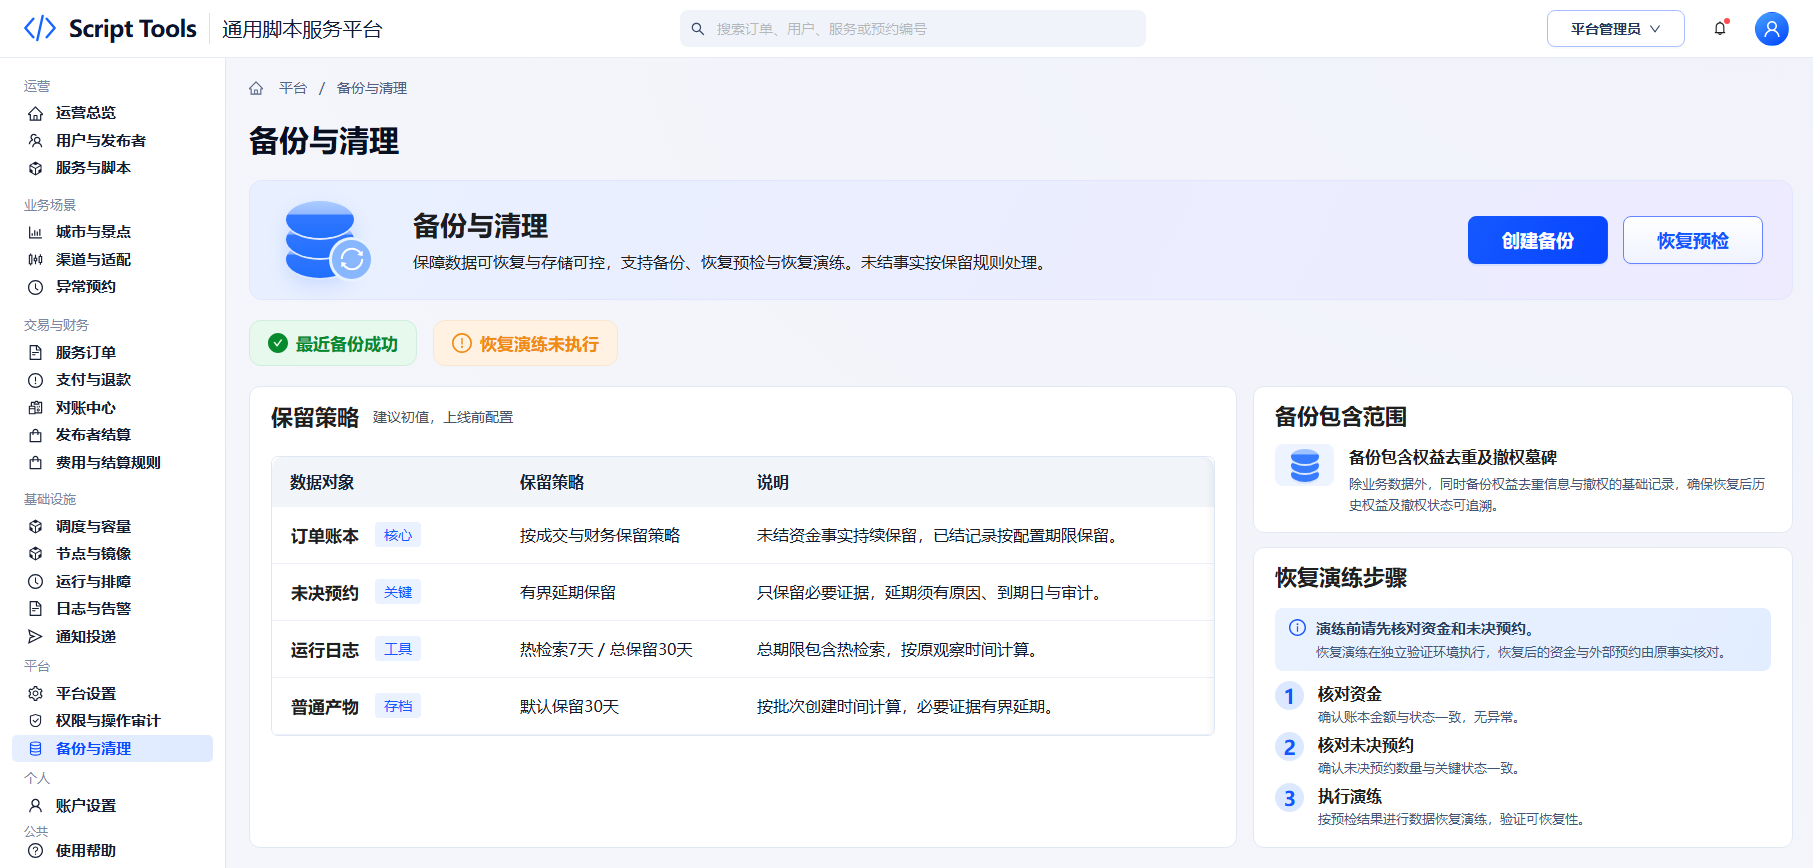 Script Tools 通用脚本服务平台
搜索订单、用户、服务或预约编号
平台管理员
运营
运营总览
用户与发布者
服务与脚本
业务场景
城市与景点
渠道与适配
异常预约
交易与财务
服务订单
支付与退款
对账中心
发布者结算
费用与结算规则
基础设施
调度与容量
节点与镜像
运行与排障
日志与告警
通知投递
平台
平台设置
权限与操作审计
备份与清理
个人
账户设置
公共
使用帮助
平台 / 备份与清理
备份与清理
备份与清理
保障数据可恢复与存储可控，支持备份、恢复预检与恢复演练。未结事实按保留规则处理。
创建备份
恢复预检
最近备份成功
恢复演练未执行
保留策略 建议初值，上线前配置
数据对象 保留策略 说明
订单账本 核心 按成交与财务保留策略 未结资金事实持续保留，已结记录按配置期限保留。
未决预约 关键 有界延期保留 只保留必要证据，延期须有原因、到期日与审计。
运行日志 工具 热检索7天 / 总保留30天 总期限包含热检索，按原观察时间计算。
普通产物 存档 默认保留30天 按批次创建时间计算，必要证据有界延期。
备份包含范围
备份包含权益去重及撤权墓碑
除业务数据外，同时备份权益去重信息与撤权的基础记录，确保恢复后历
史权益及撤权状态可追溯。
恢复演练步骤
演练前请先核对资金和未决预约。
恢复演练在独立验证环境执行，恢复后的资金与外部预约由原事实核对。
1 核对资金
确认账本金额与状态一致，无异常。
2 核对未决预约
确认未决预约数量与关键状态一致。
3 执行演练
按预检结果进行数据恢复演练，验证可恢复性。